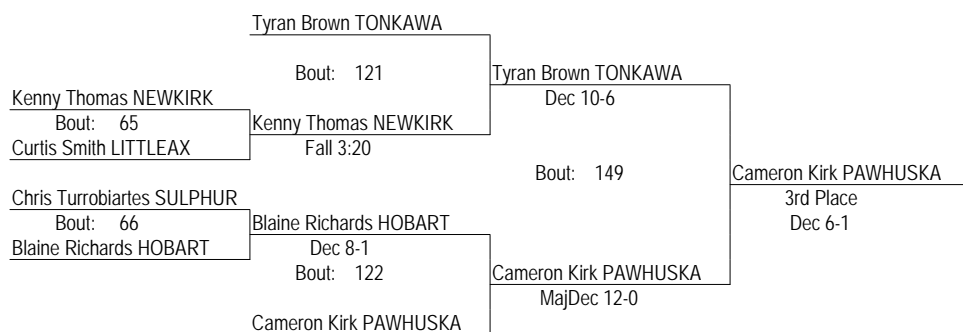 Tyran Brown TONKAWA
Bout: 121
Tyran Brown TONKAWA
Dec 10-6
Kenny Thomas NEWKIRK
Bout: 65
Kenny Thomas NEWKIRK
Fall 3:20
Curtis Smith LITTLEAX
Bout: 149
Cameron Kirk PAWHUSKA
3rd Place
Dec 6-1
Chris Turrobiartes SULPHUR
Bout: 66
Blaine Richards HOBART
Dec 8-1
Blaine Richards HOBART
Bout: 122
Cameron Kirk PAWHUSKA
MajDec 12-0
Cameron Kirk PAWHUSKA